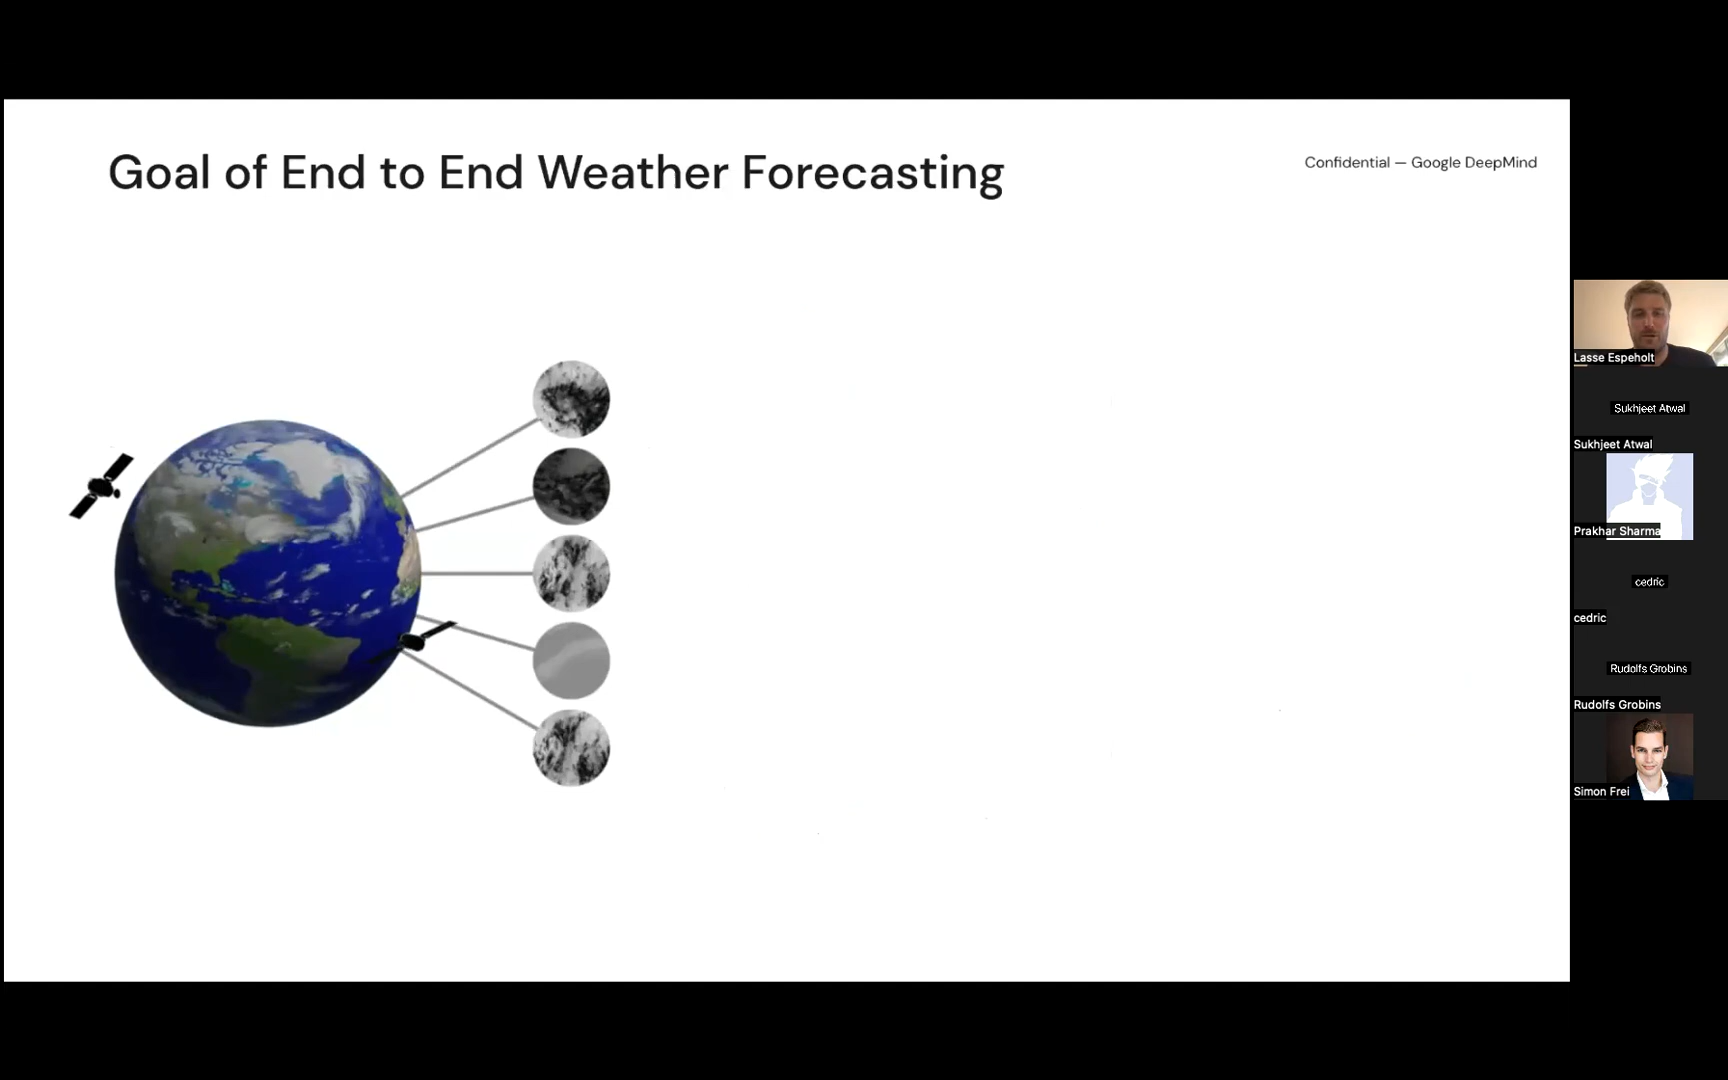 Goal of End to End Weather Forecasting
Confidential — Google DeepMind
Lasse Espeholt
Sukhjeet Atwal
Sukhjeet Atwal
Prakhar Sharma
cedric
cedric
Rudolfs Grobins
Rudolfs Grobins
Simon Frei